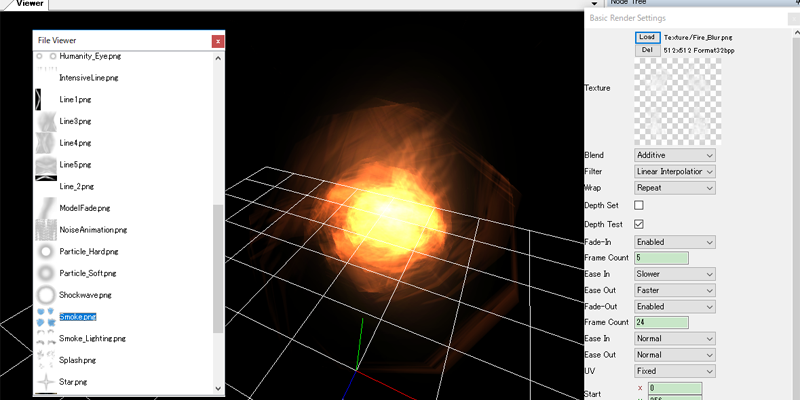 Viewer
Node Tree
File Viewer
Humanity_Eye.png
IntensiveLine.png
Line1.png
Line3.png
Line4.png
Line5.png
Line_2.png
ModelFade.png
NoiseAnimation.png
Particle_Hard.png
Particle_Soft.png
Shockwave.png
Smoke.png
Smoke_Lighting.png
Splash.png
Star.png
Basic Render Settings
Load Texture/Fire_Blur.png
Del 512x512 Format32bpp
Texture
Blend Additive
Filter Linear Interpolation
Wrap Repeat
Depth Set
Depth Test
Fade-In Enabled
Frame Count 5
Ease In Slower
Ease Out Faster
Fade-Out Enabled
Frame Count 24
Ease In Normal
Ease Out Normal
UV Fixed
Start X 0
256